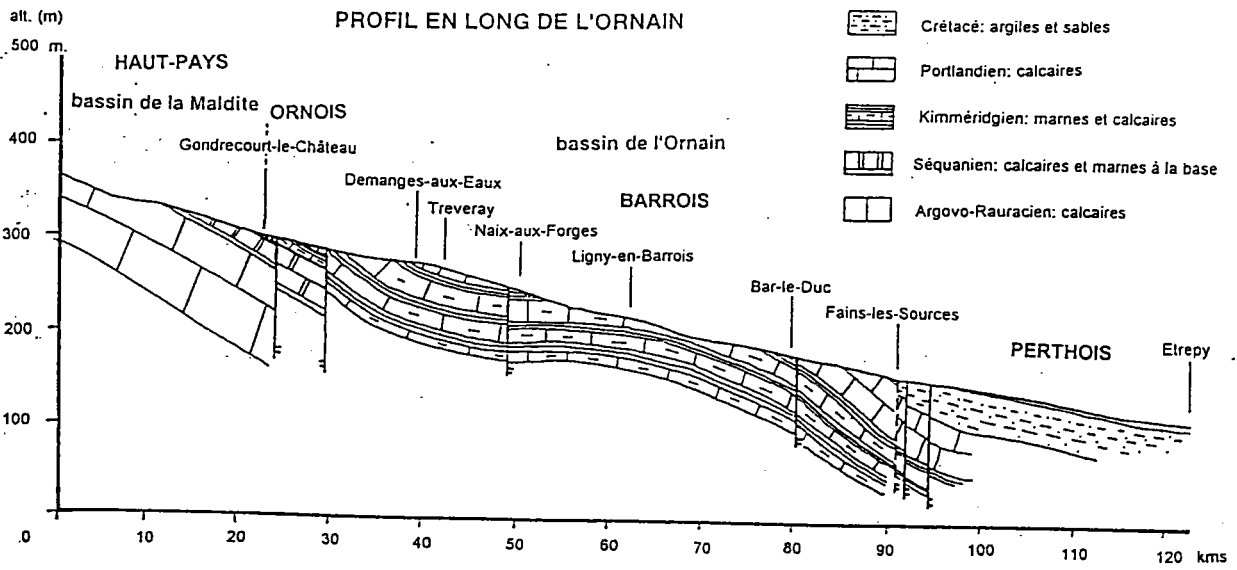 alt. (m)
PROFIL EN LONG DE L'ORNAIN
500 m.
HAUT-PAYS
bassin de la Maldite
ORNOIS
400
Gondrecourt-le-Château
bassin de l'Ornain
Demanges-aux-Eaux
BARROIS
Treveray
Naix-aux-Forges
300
Ligny-en-Barrois
Bar-le-Duc
Fains-les-Sources
200
PERTHOIS
Etrepy
100
.0
0 10 20 30 40 50 60 70 80 90 100 110 120 kms
Crétacé: argiles et sables
Portlandien: calcaires
Kimméridgien: marnes et calcaires
Séquanien: calcaires et marnes à la base
Argovo-Rauracien: calcaires